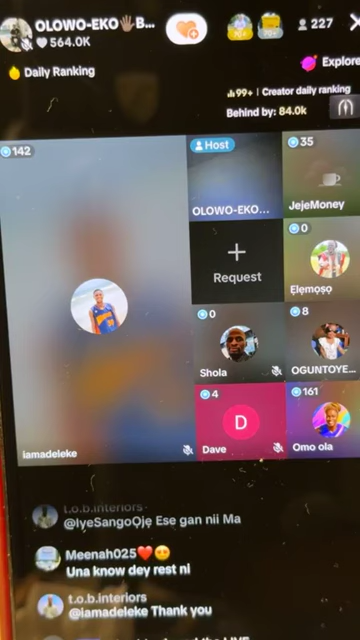 OLOWO-EKO🖐🏿B...
564.0K
227
Daily Ranking
Explore
99+ | Creator daily ranking
Behind by: 84.0k
142
Host
35
OLOWO-EKO...
JejeMoney
+
Request
0
Ẹlẹmọṣọ
0
Shola
8
OGUNTOYE...
4
D
Dave
161
Omo ola
iamadeleke
t.o.b.interiors
@IyeSangoOjẹ Ese gan nii Ma
Meenah025❤️😊
Una know dey rest ni
t.o.b.interiors
@iamadeleke Thank you